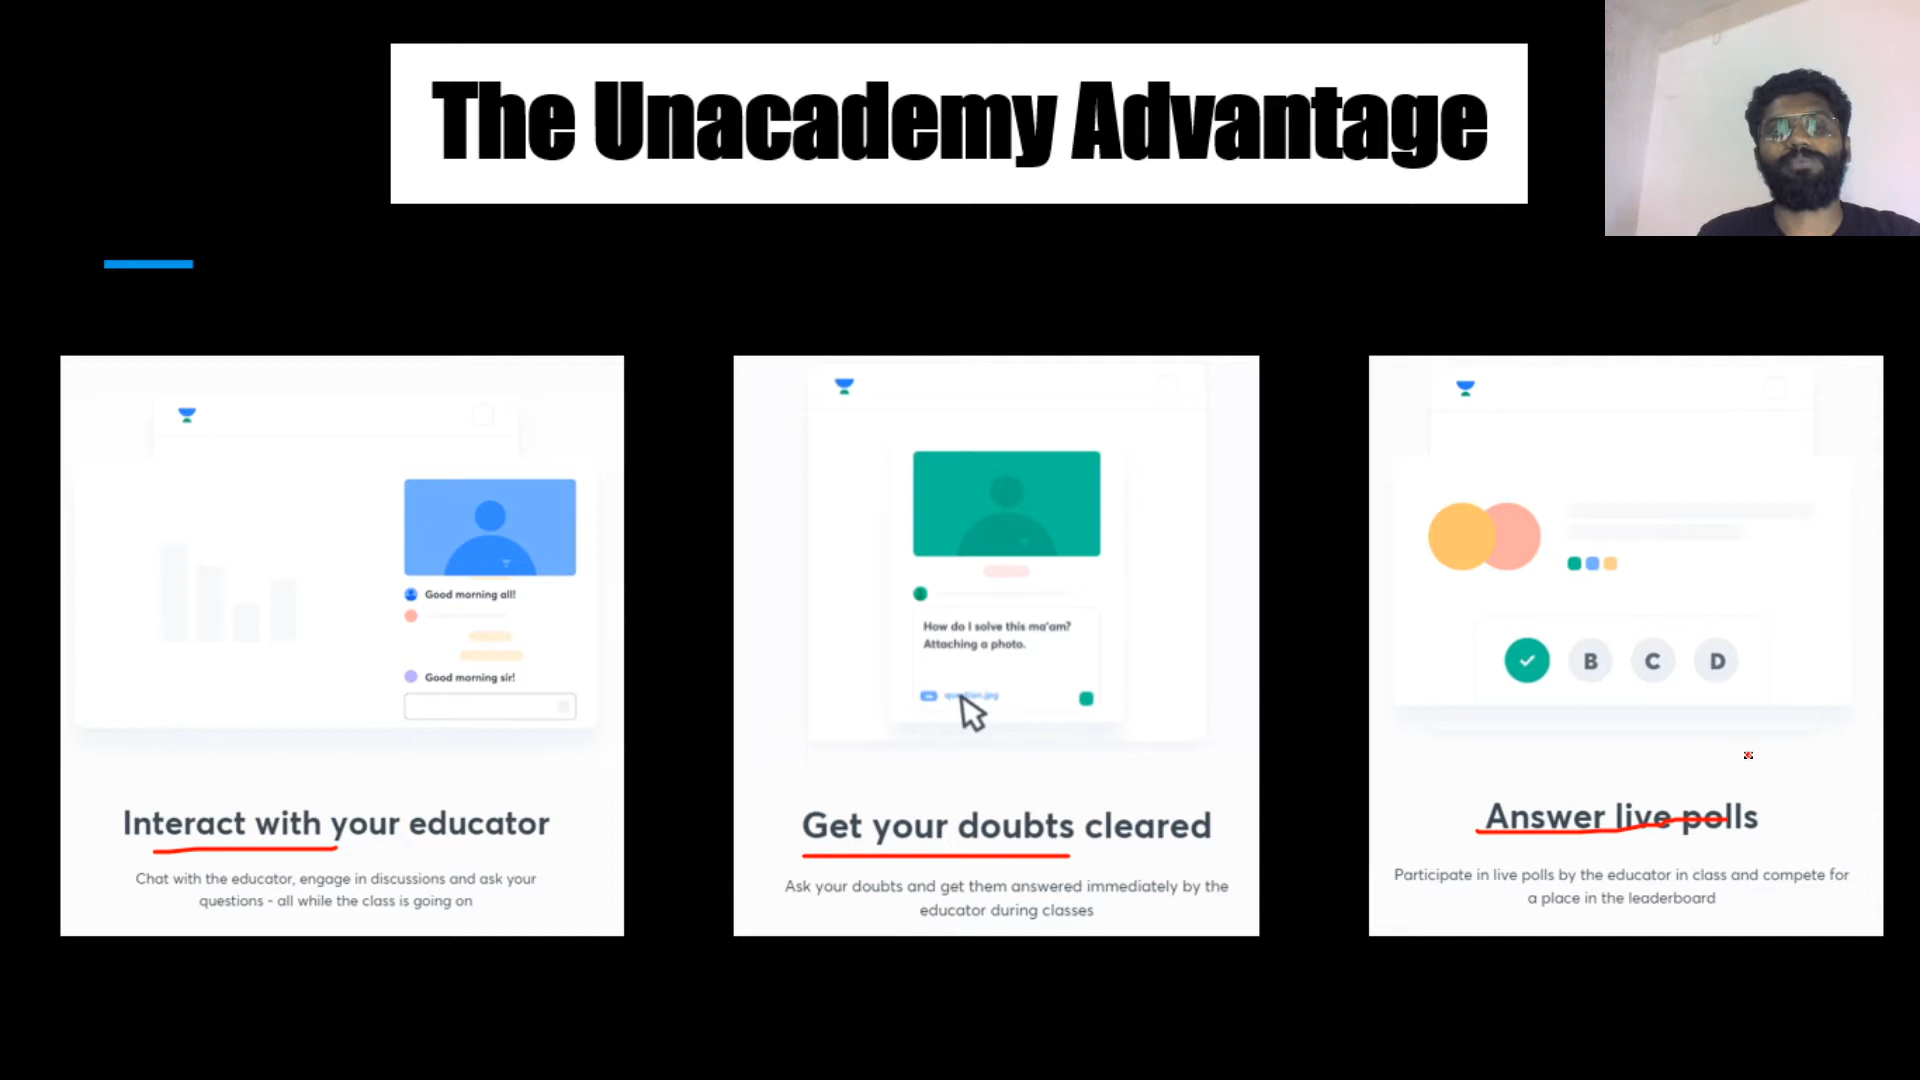 The Unacademy Advantage
Good morning all!
Good morning sir!
Interact with your educator
Chat with the educator, engage in discussions and ask your
questions - all while the class is going on
How do I solve this ma'am?
Attaching a photo.
question.jpg
Get your doubts cleared
Ask your doubts and get them answered immediately by the
educator during classes
B C D
Answer live polls
Participate in live polls by the educator in class and compete for
a place in the leaderboard